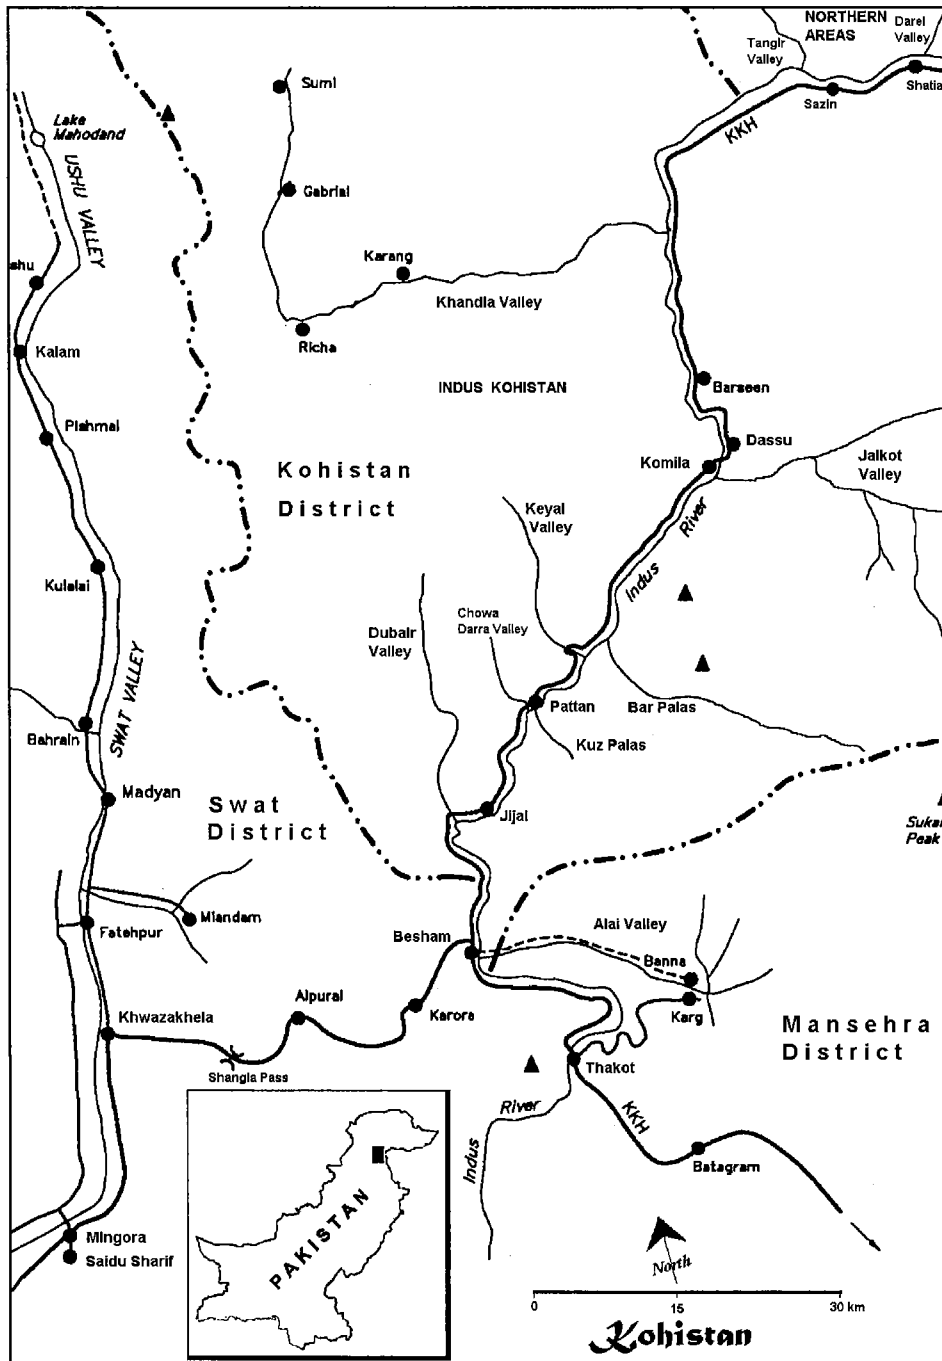 NORTHERN
AREAS
Darel
Valley
Tangir
Valley
Shatia
Sazin
KKH
Sumi
Lake
Mahodand
USHU VALLEY
Gabrial
shu
Karang
Khandia Valley
Richa
Kalam
INDUS KOHISTAN
Barseen
Pishmal
Dassu
Komila
Jalkot
Valley
Kohistan
District
Keyal
Valley
Indus River
Kulalai
Chowa
Darra Valley
Dubair
Valley
SWAT VALLEY
Pattan
Bar Palas
Bahrain
Kuz Palas
Madyan
Swat
District
Jijal
Suka
Peak
Miandam
Fatehpur
Alai Valley
Besham
Banna
Alpurai
Karora
Karg
Khwazakhela
Mansehra
District
Shangla Pass
Thakot
Indus River
KKH
Batagram
PAKISTAN
Mingora
Saidu Sharif
North
0 15 30 km
Kohistan